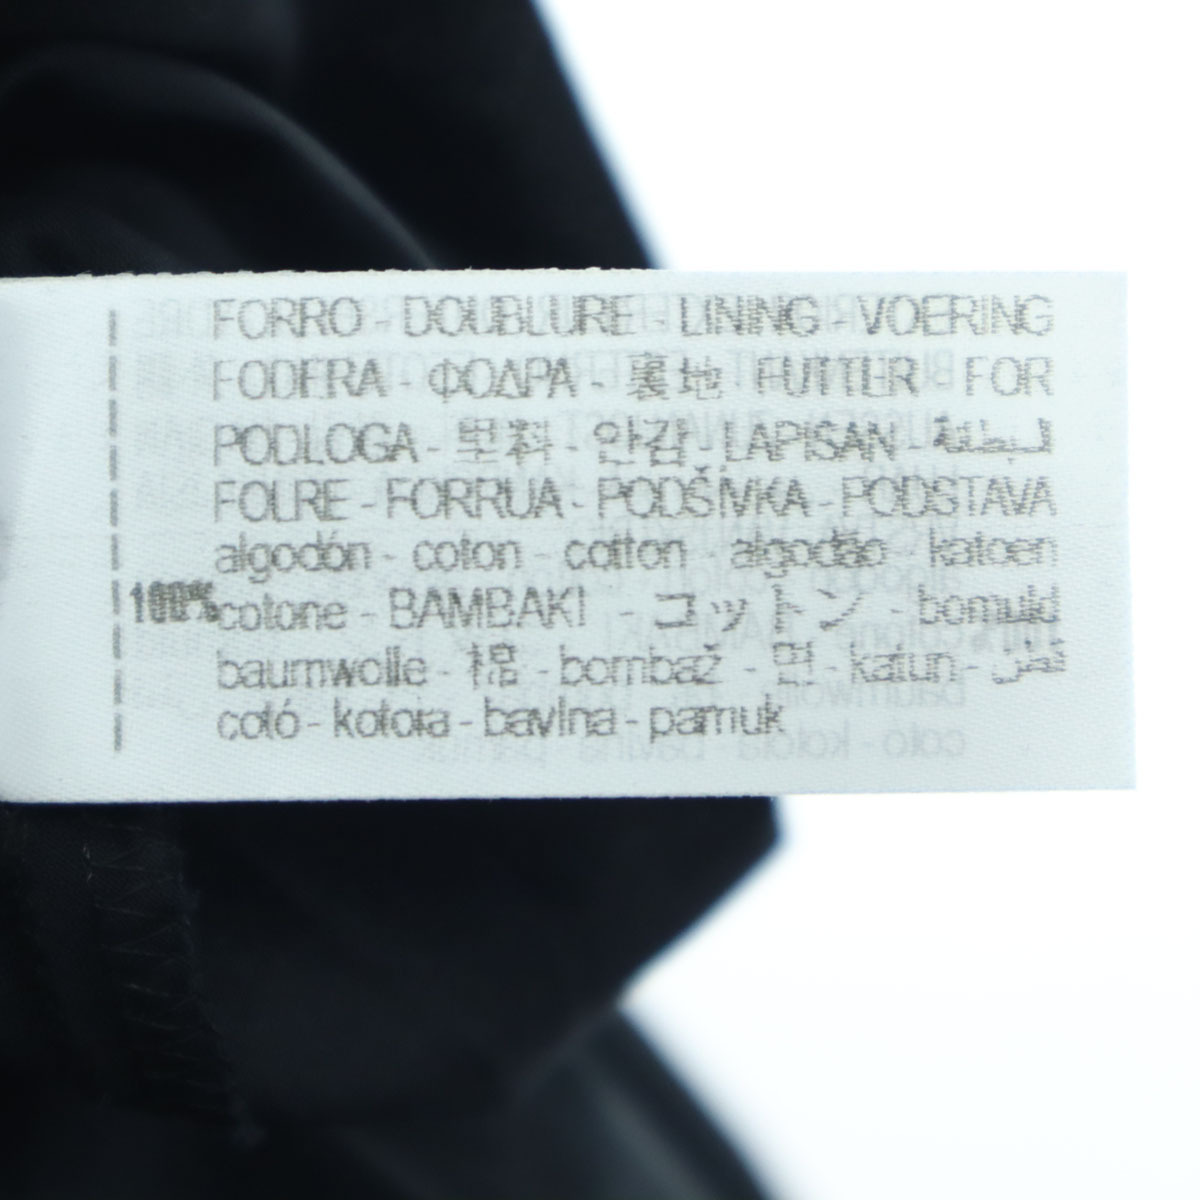 FORRO - DOUBLURE - LINING - VOERING
FODERA - ΦΟΔΡΑ - 裏地 FUTTER FOR
PODLOGA - 里料 - 안감 - LAPISAN - البطانة
FOLRE - FORRUA - PODŠIVKA - PODSTAVA
algodón - coton - cotton - algodão katoen
100% cotone - BAMBAKI - コットン - bomuld
baumwolle - 棉 - bombaž - 면 - katun - قطن
cotó - kotoia - bavlna - pamuk